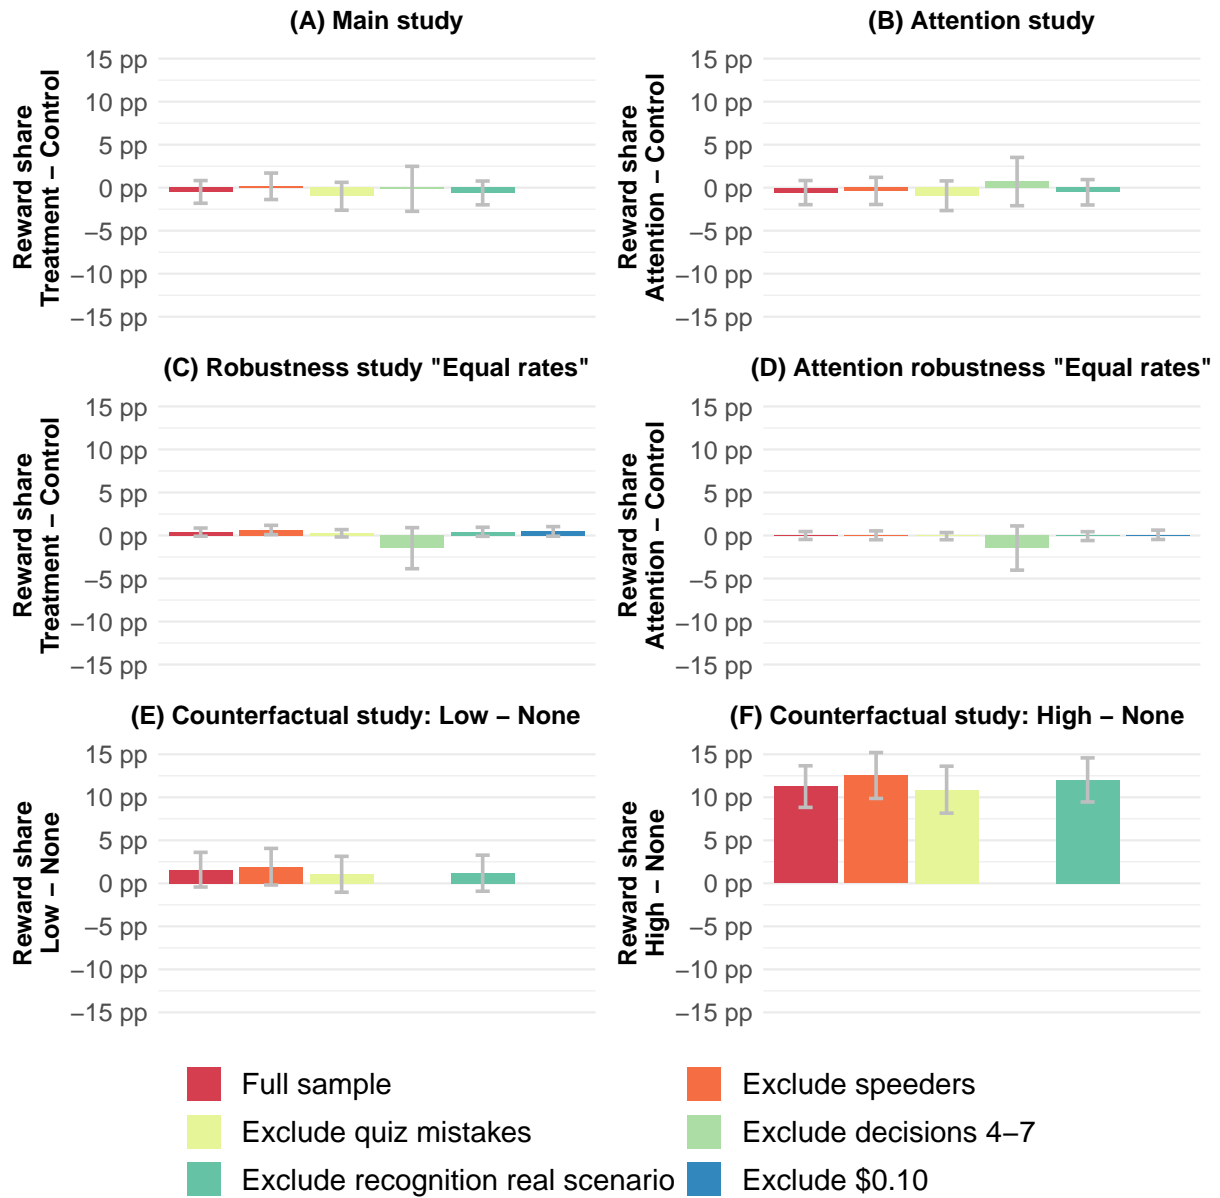 (A) Main study
15 pp
10 pp
5 pp
0 pp
−5 pp
−10 pp
−15 pp
Reward share
Treatment − Control
(B) Attention study
15 pp
10 pp
5 pp
0 pp
−5 pp
−10 pp
−15 pp
Reward share
Attention − Control
(C) Robustness study "Equal rates"
15 pp
10 pp
5 pp
0 pp
−5 pp
−10 pp
−15 pp
Reward share
Treatment − Control
(D) Attention robustness "Equal rates"
15 pp
10 pp
5 pp
0 pp
−5 pp
−10 pp
−15 pp
Reward share
Attention − Control
(E) Counterfactual study: Low − None
15 pp
10 pp
5 pp
0 pp
−5 pp
−10 pp
−15 pp
Reward share
Low − None
(F) Counterfactual study: High − None
15 pp
10 pp
5 pp
0 pp
−5 pp
−10 pp
−15 pp
Reward share
High − None
Full sample
Exclude speeders
Exclude quiz mistakes
Exclude decisions 4−7
Exclude recognition real scenario
Exclude $0.10